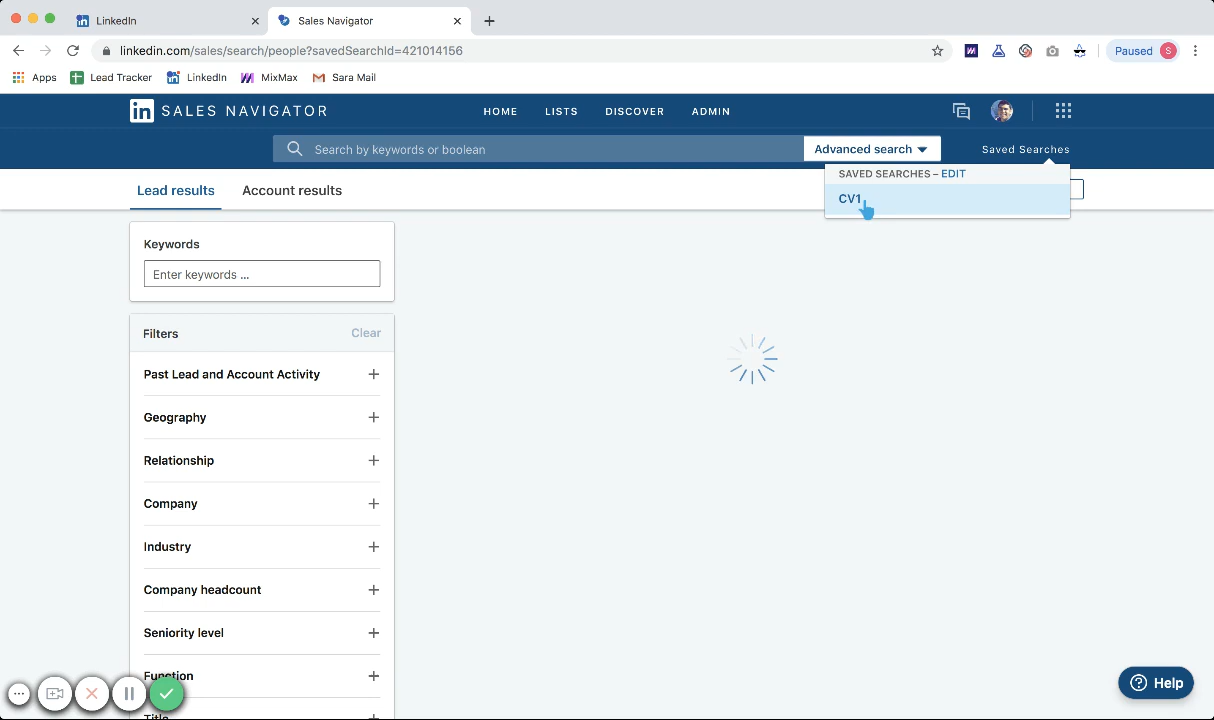 LinkedIn
Sales Navigator
linkedin.com/sales/search/people?savedSearchId=421014156
Paused S
Apps Lead Tracker LinkedIn MixMax Sara Mail
in SALES NAVIGATOR
HOME LISTS DISCOVER ADMIN
Search by keywords or boolean
Advanced search
Saved Searches
Lead results Account results
SAVED SEARCHES – EDIT
CV1
Keywords
Enter keywords ...
Filters Clear
Past Lead and Account Activity +
Geography +
Relationship +
Company +
Industry +
Company headcount +
Seniority level +
Function +
Title +
Help